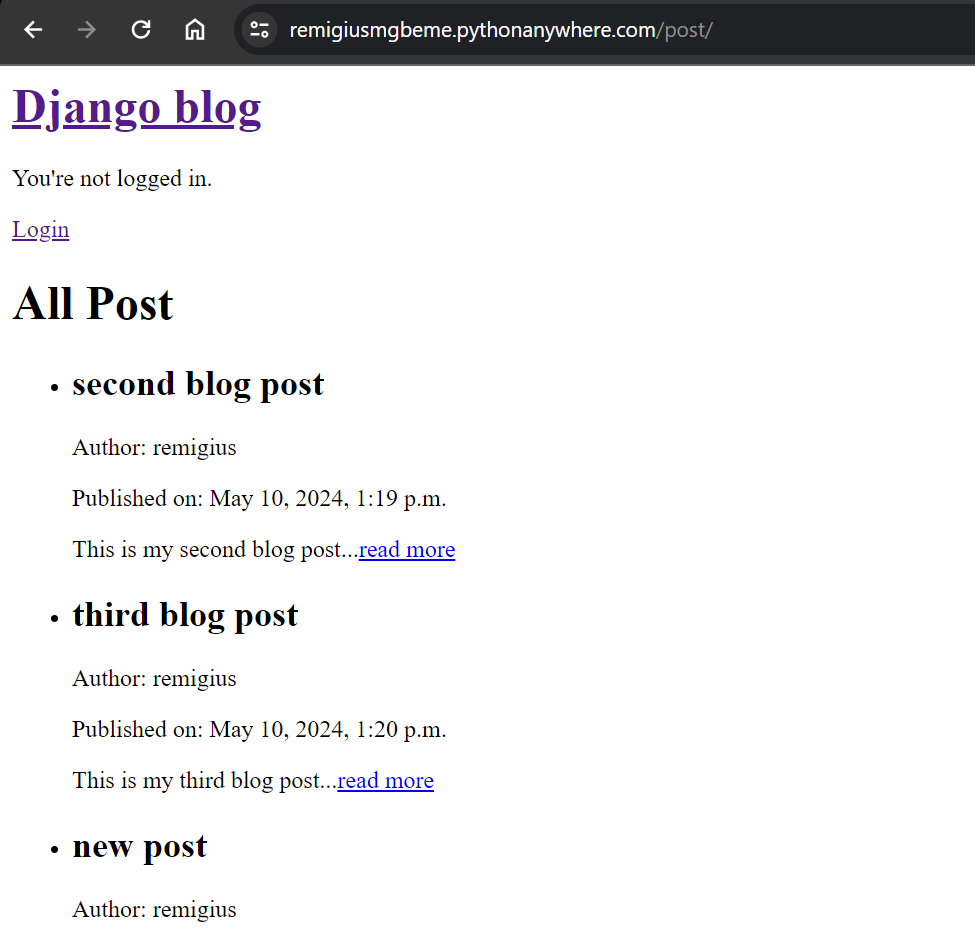 remigiusmgbeme.pythonanywhere.com/post/
Django blog
You're not logged in.
Login
All Post
second blog post
Author: remigius
Published on: May 10, 2024, 1:19 p.m.
This is my second blog post...read more
third blog post
Author: remigius
Published on: May 10, 2024, 1:20 p.m.
This is my third blog post...read more
new post
Author: remigius